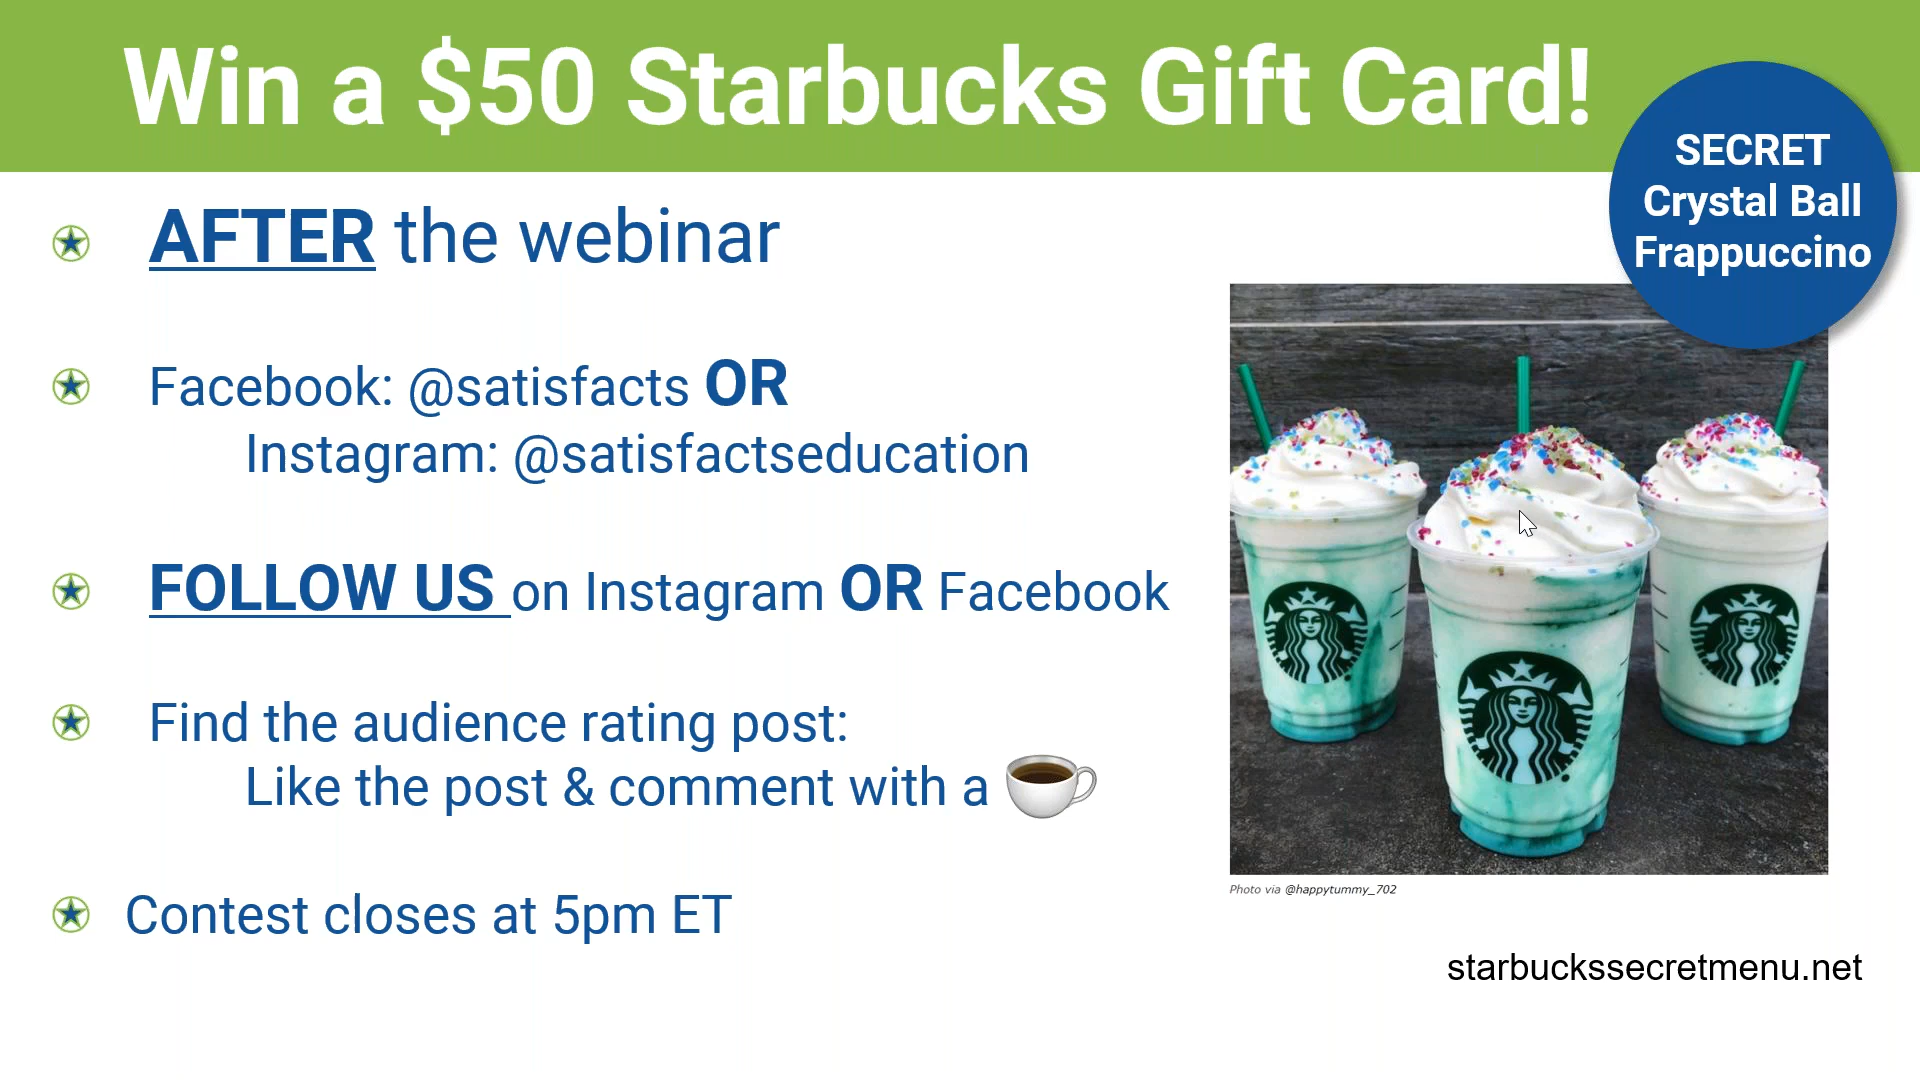 Win a $50 Starbucks Gift Card!
SECRET
Crystal Ball
Frappuccino
AFTER the webinar
Facebook: @satisfacts OR
Instagram: @satisfactseducation
FOLLOW US on Instagram OR Facebook
Find the audience rating post:
Like the post & comment with a
Contest closes at 5pm ET
Photo via @happytummy_702
starbuckssecretmenu.net